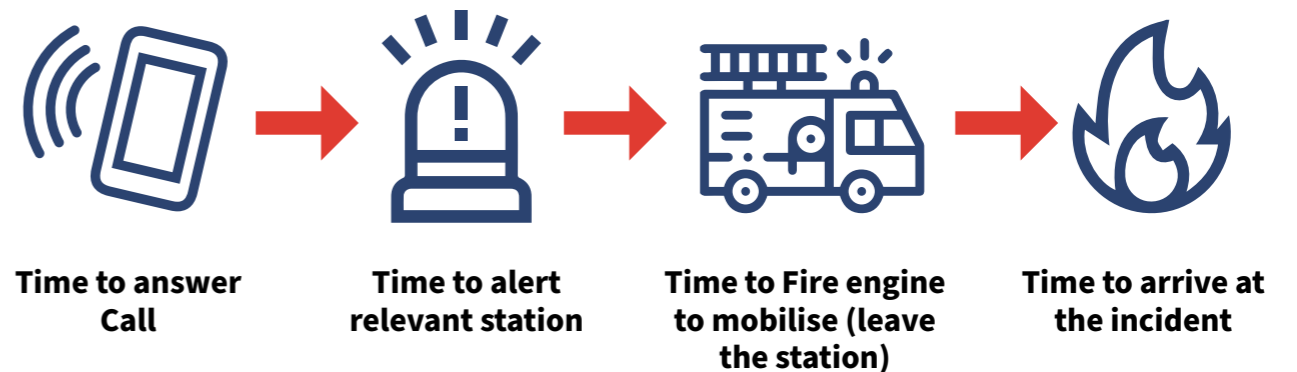 Time to answer
Call
Time to alert
relevant station
Time to Fire engine
to mobilise (leave
the station)
Time to arrive at
the incident